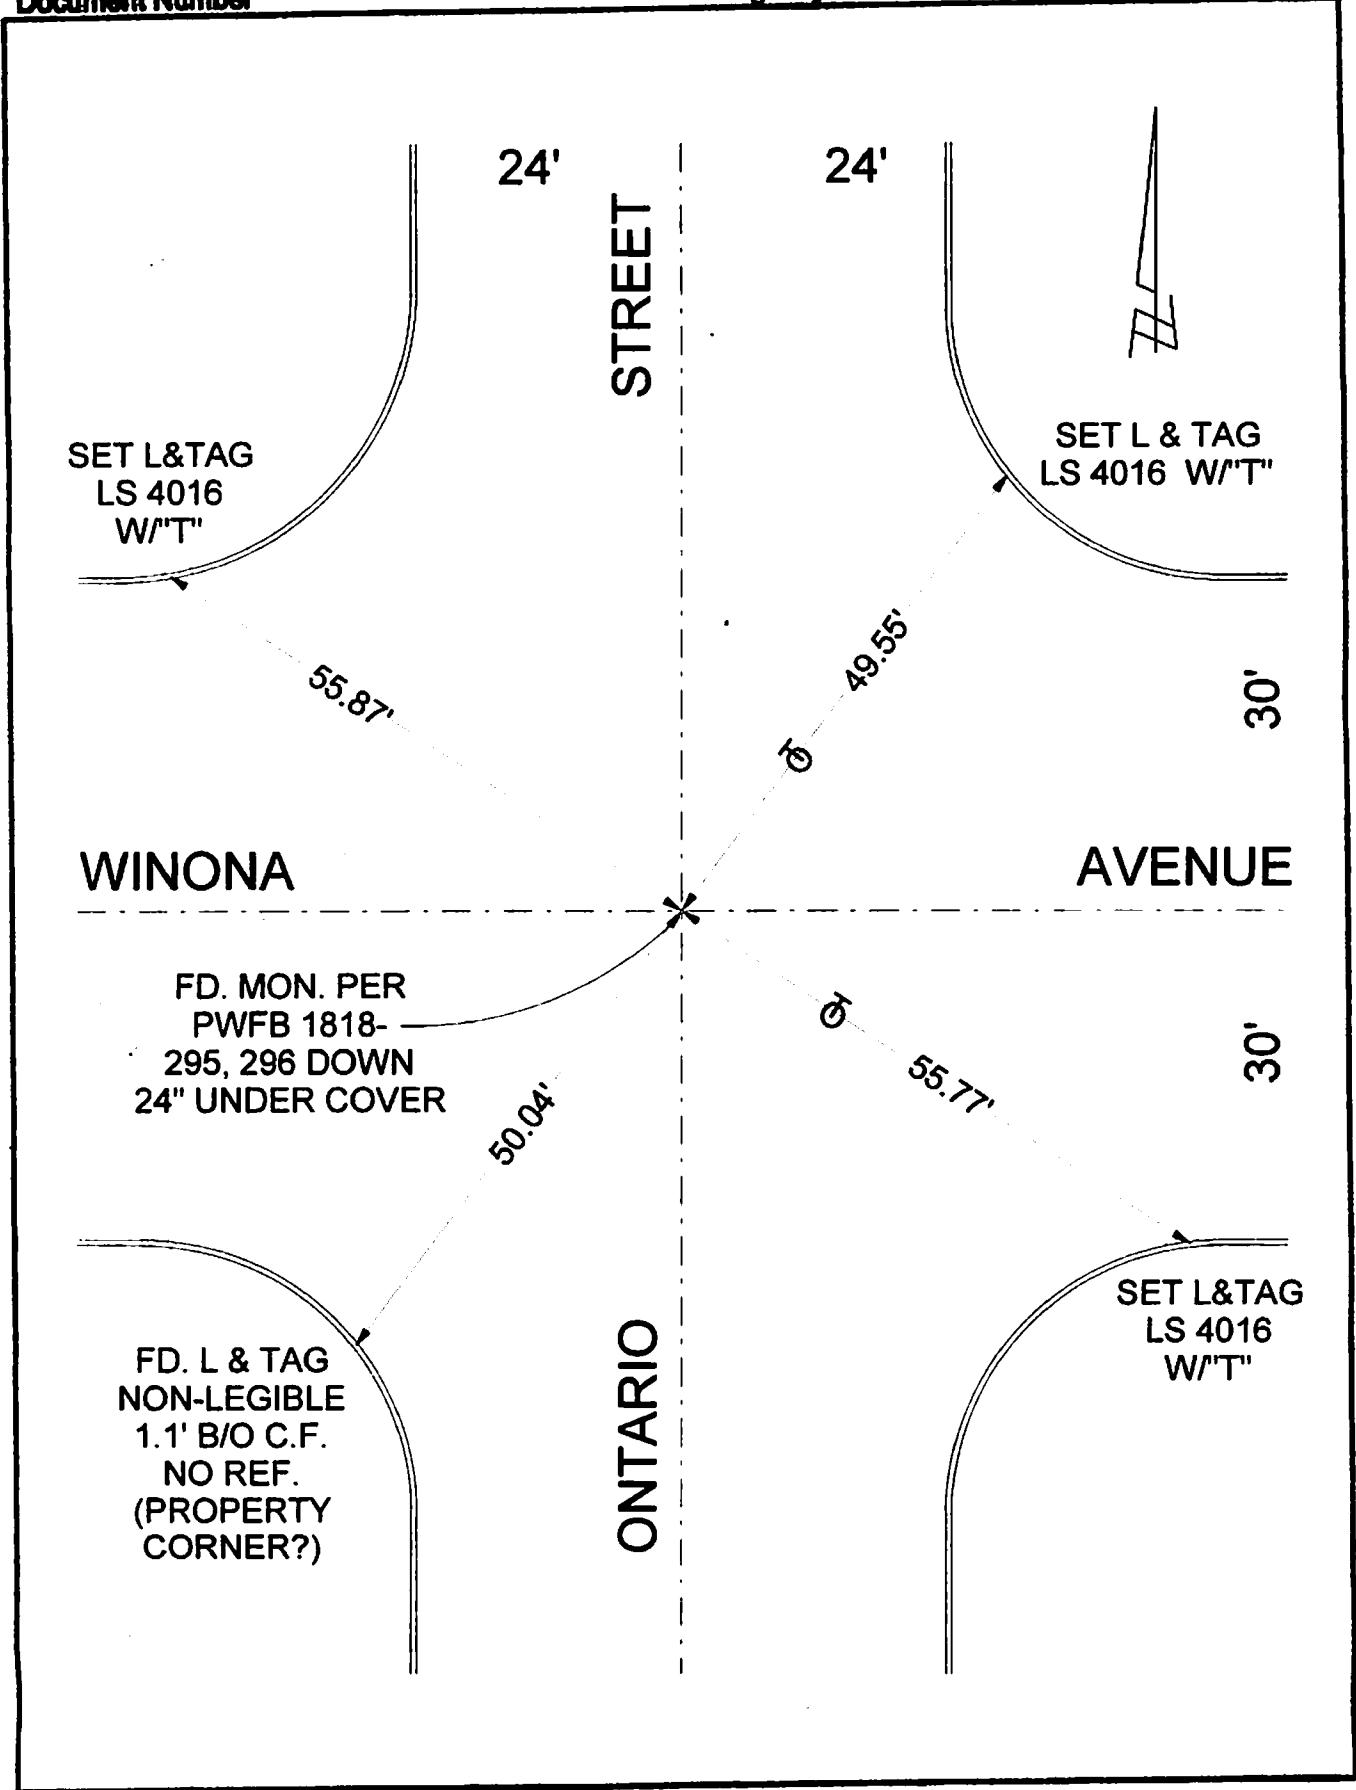 Document Number
24'
24'
STREET
SET L&TAG
LS 4016
W/"T"
SET L & TAG
LS 4016 W/"T"
55.87'
49.55'
30'
WINONA
AVENUE
FD. MON. PER
PWFB 1818-
295, 296 DOWN
24" UNDER COVER
30'
55.77'
50.04'
SET L&TAG
LS 4016
W/"T"
FD. L & TAG
NON-LEGIBLE
1.1' B/O C.F.
NO REF.
(PROPERTY
CORNER?)
ONTARIO